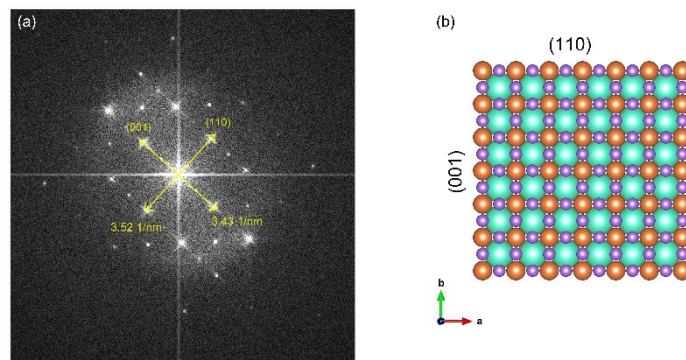 (a)
(001)
(110)
3.52 1/nm
3.43 1/nm
(b)
(110)
(001)
b
a